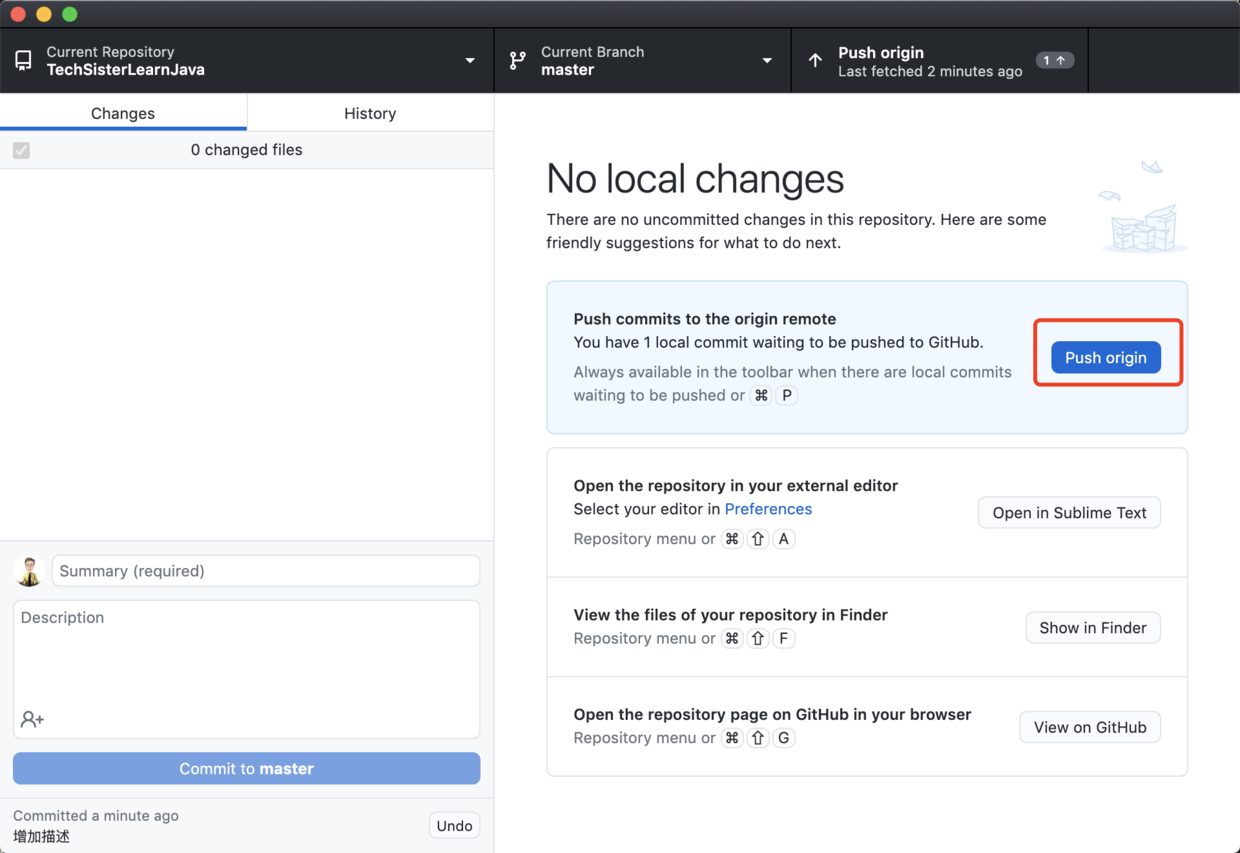 Current Repository
TechSisterLearnJava
Current Branch
master
Push origin
Last fetched 2 minutes ago
1 ↑
Changes
History
0 changed files
No local changes
There are no uncommitted changes in this repository. Here are some
friendly suggestions for what to do next.
Push commits to the origin remote
You have 1 local commit waiting to be pushed to GitHub.
Always available in the toolbar when there are local commits
waiting to be pushed or ⌘ P
Push origin
Open the repository in your external editor
Select your editor in Preferences
Repository menu or ⌘ ⇧ A
Open in Sublime Text
View the files of your repository in Finder
Repository menu or ⌘ ⇧ F
Show in Finder
Open the repository page on GitHub in your browser
Repository menu or ⌘ ⇧ G
View on GitHub
Summary (required)
Description
Commit to master
Committed a minute ago
增加描述
Undo